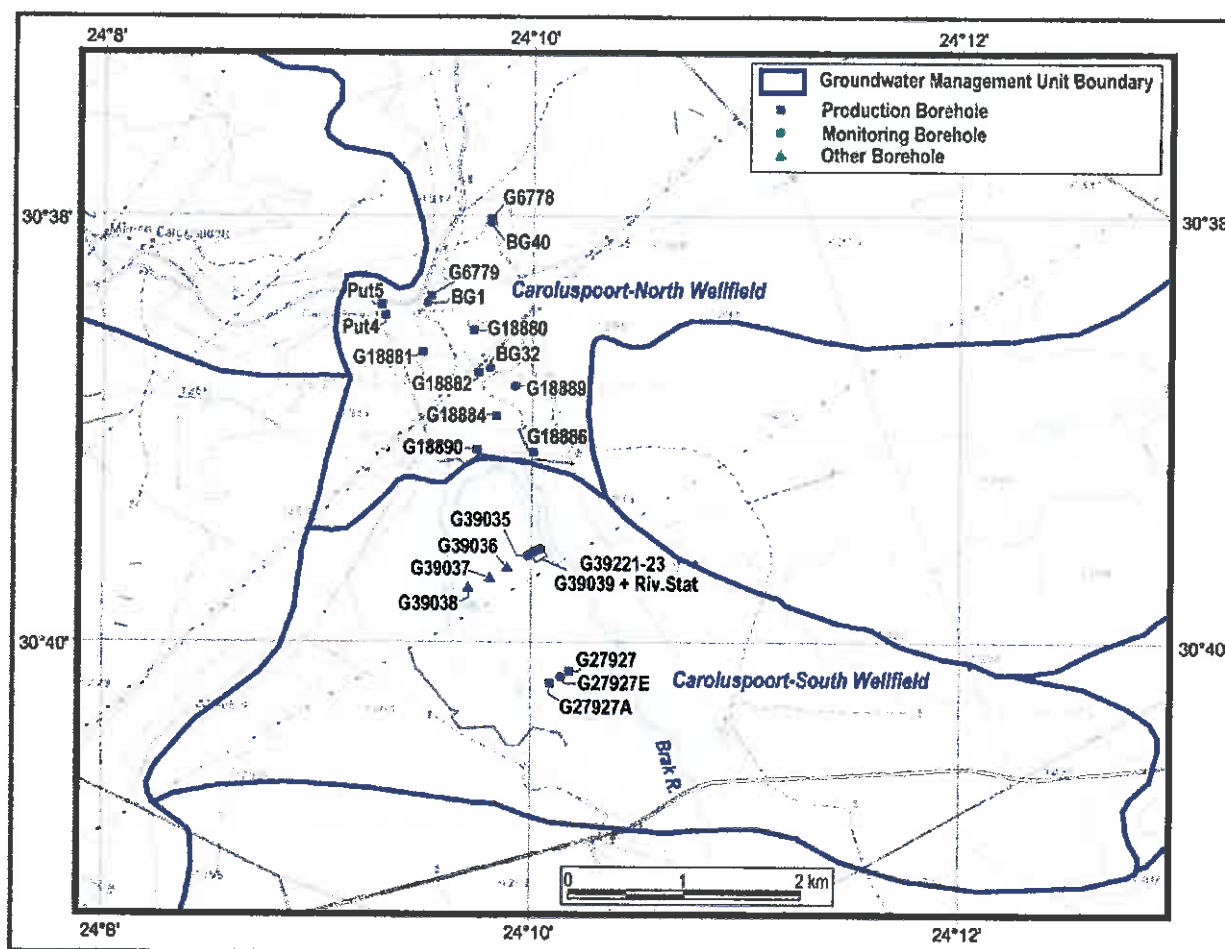 24°8'
24°10'
24°12'
Groundwater Management Unit Boundary
Production Borehole
Monitoring Borehole
Other Borehole
30°38'
30°38'
G6778
BG40
G6779
BG1
Caroluspoort-North Wellfield
Put5
Put4
G18880
BG32
G18881
G18882
G18889
G18884
G18886
G18890
G39035
G39036
G39037
G39038
G39221-23
G39039 + Riv.Stat
30°40'
30°40'
G27927
G27927E
G27927A
Caroluspoort-South Wellfield
Brak R.
0 1 2 km
24°8'
24°10'
24°12'